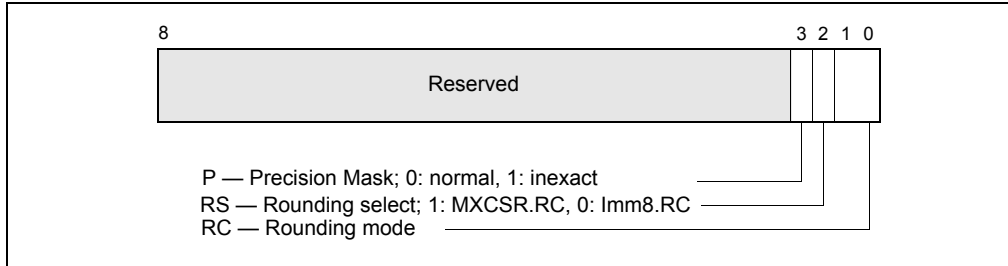 8 3 2 1 0
Reserved
P — Precision Mask; 0: normal, 1: inexact
RS — Rounding select; 1: MXCSR.RC, 0: Imm8.RC
RC — Rounding mode